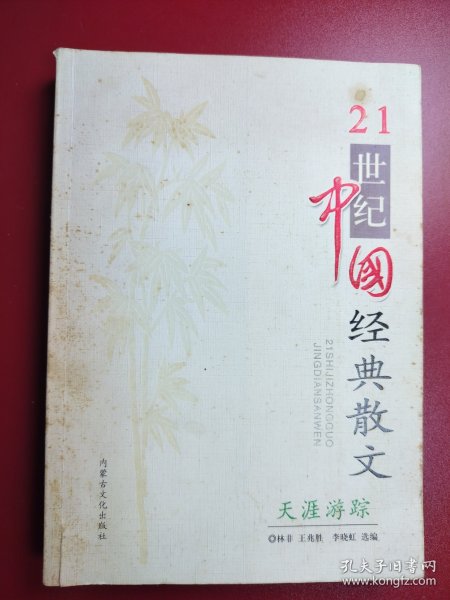 21
世纪
中國
经典散文
21SHIJIZHONGGUO
JINGDIANSANWEN
天涯游踪
◎林非 王兆胜 李晓虹 选编
内蒙古文化出版社
孔夫子旧书网
www.kongfz.com